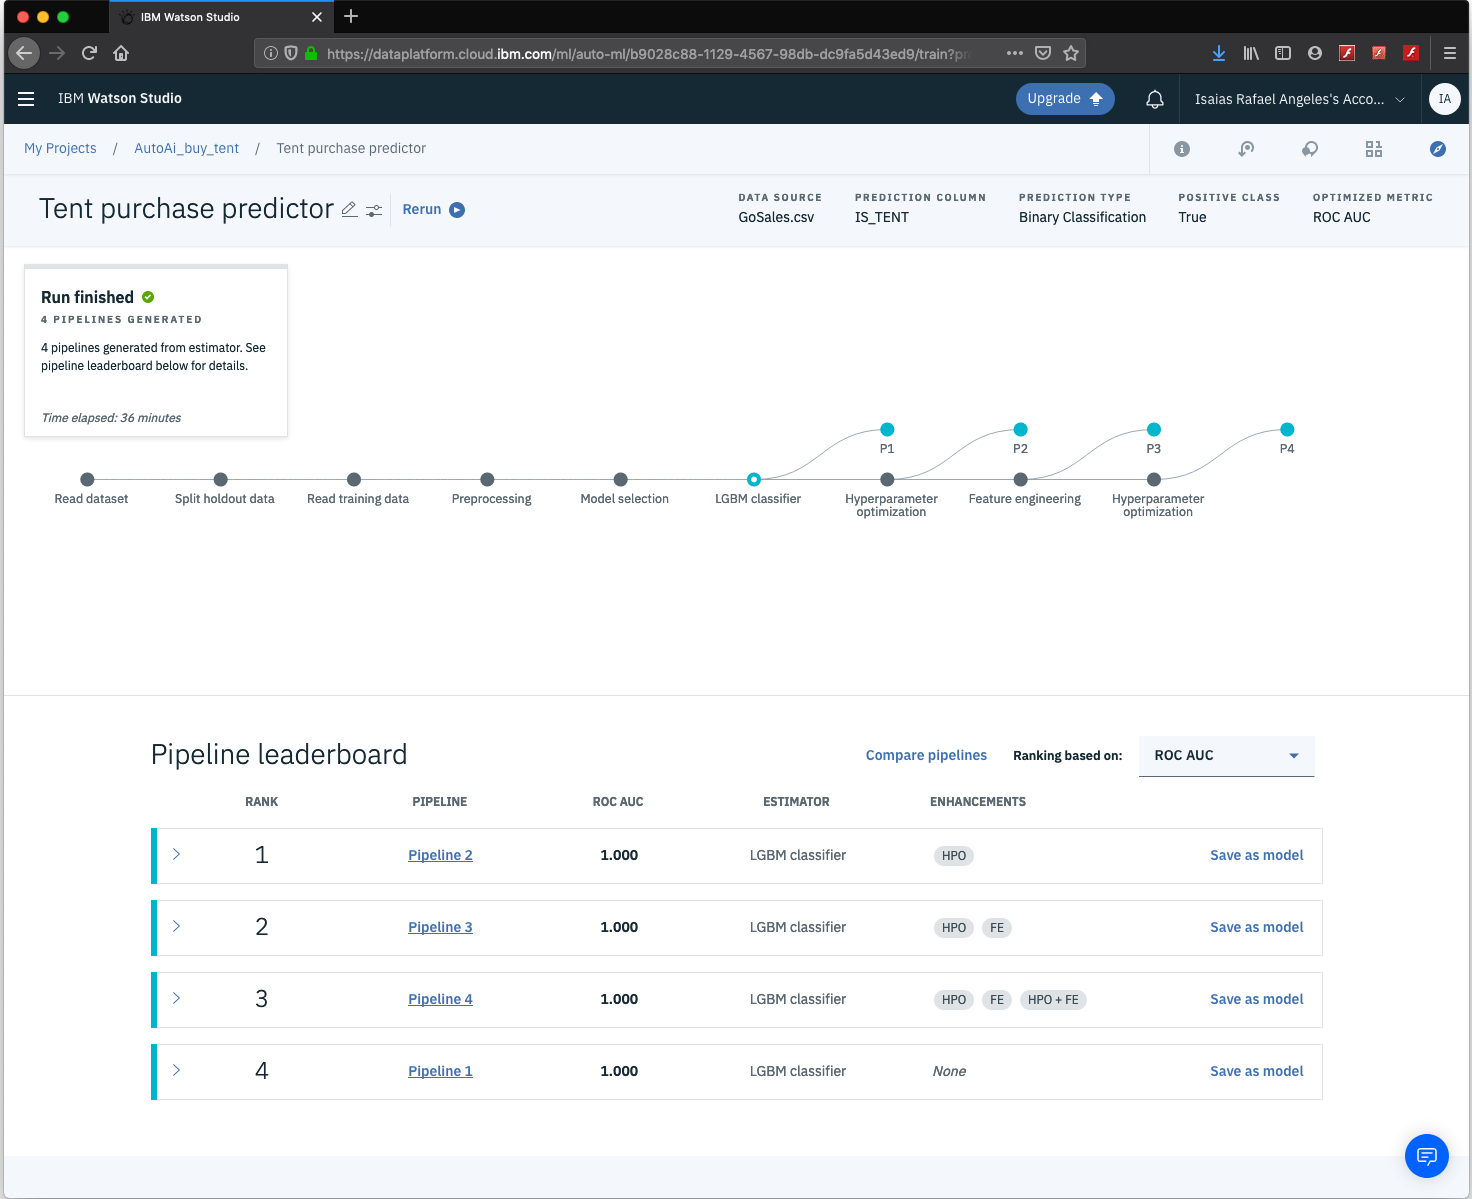 IBM Watson Studio
https://dataplatform.cloud.ibm.com/ml/auto-ml/b9028c88-1129-4567-98db-dc9fa5d43ed9/train?pr
IBM Watson Studio
Upgrade
Isaias Rafael Angeles's Acco...
IA
My Projects / AutoAi_buy_tent / Tent purchase predictor
Tent purchase predictor
Rerun
DATA SOURCE
GoSales.csv
PREDICTION COLUMN
IS_TENT
PREDICTION TYPE
Binary Classification
POSITIVE CLASS
True
OPTIMIZED METRIC
ROC AUC
Run finished
4 PIPELINES GENERATED
4 pipelines generated from estimator. See
pipeline leaderboard below for details.
Time elapsed: 36 minutes
P1
P2
P3
P4
Read dataset
Split holdout data
Read training data
Preprocessing
Model selection
LGBM classifier
Hyperparameter
optimization
Feature engineering
Hyperparameter
optimization
Pipeline leaderboard
Compare pipelines
Ranking based on:
ROC AUC
RANK PIPELINE ROC AUC ESTIMATOR ENHANCEMENTS
1 Pipeline 2 1.000 LGBM classifier HPO Save as model
2 Pipeline 3 1.000 LGBM classifier HPO FE Save as model
3 Pipeline 4 1.000 LGBM classifier HPO FE HPO + FE Save as model
4 Pipeline 1 1.000 LGBM classifier None Save as model